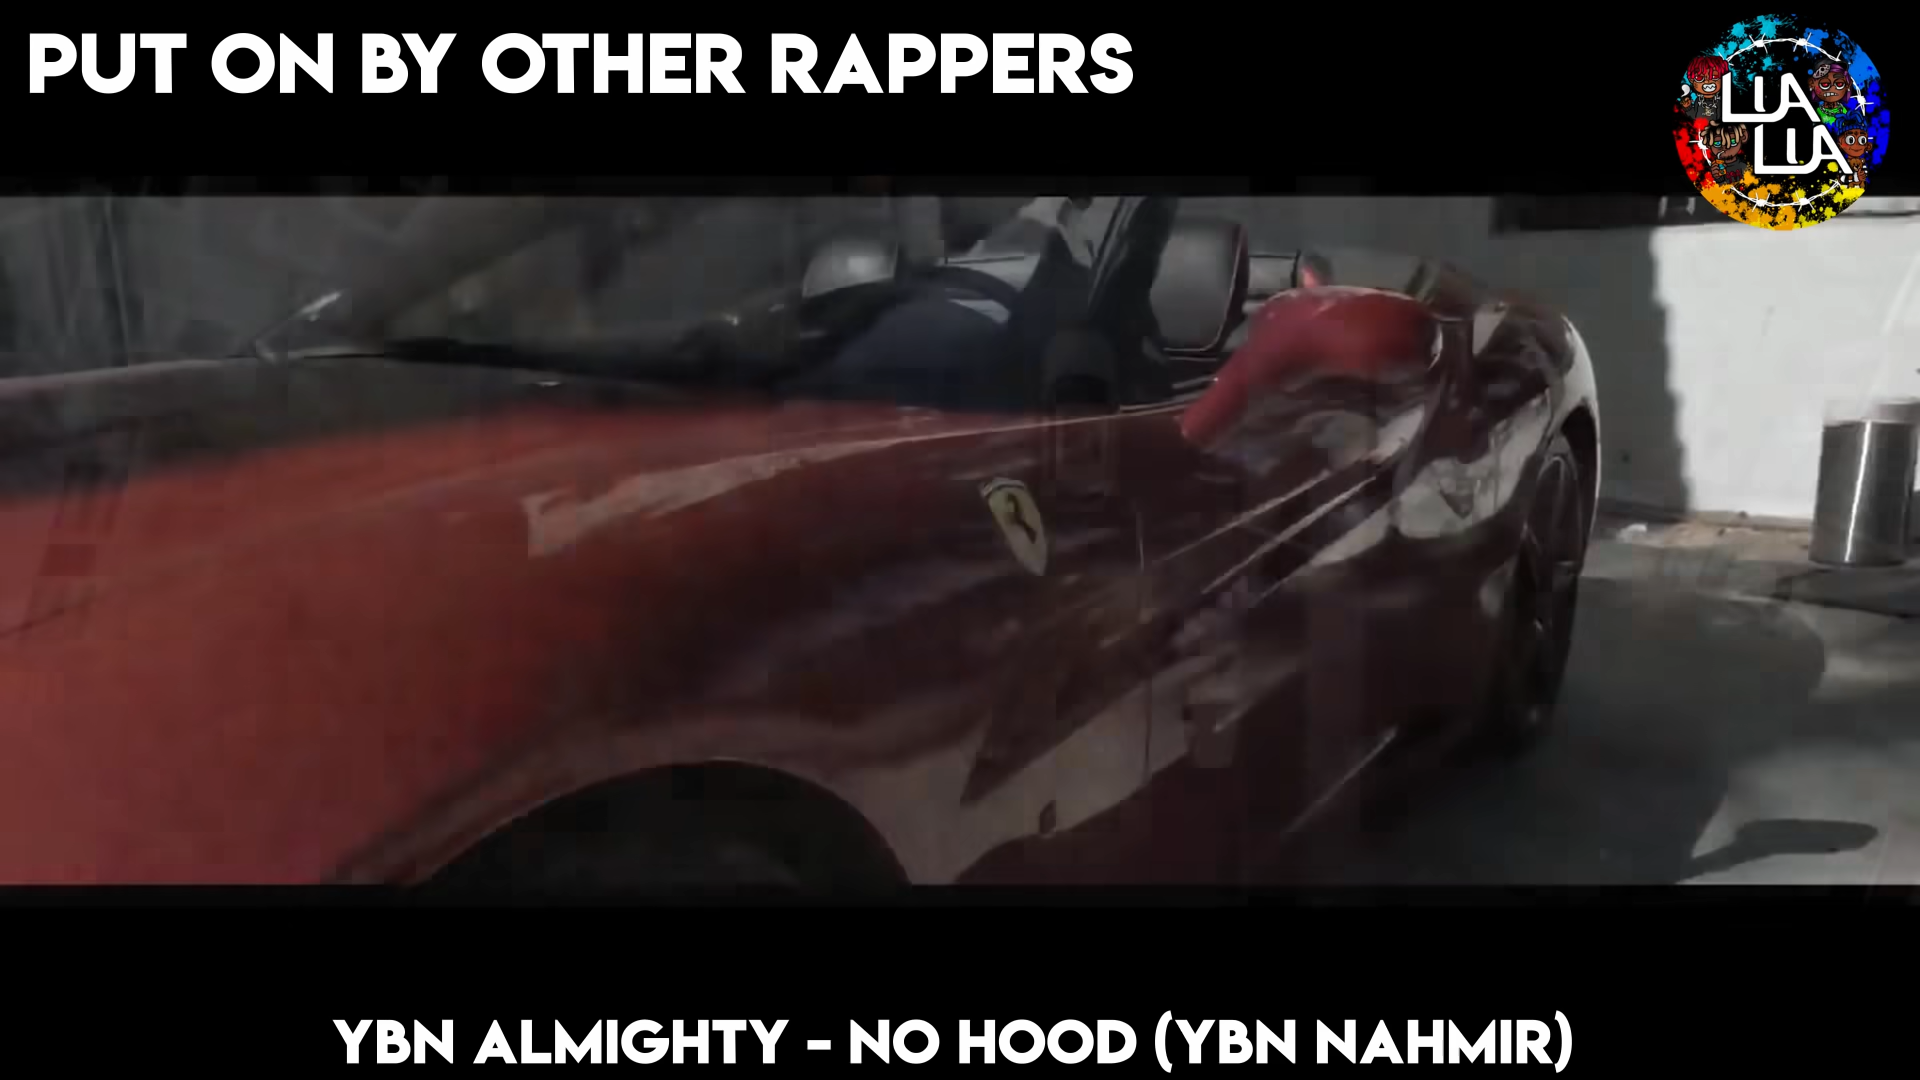 PUT ON BY OTHER RAPPERS
LUA
LUA
YBN ALMIGHTY - NO HOOD (YBN NAHMIR)